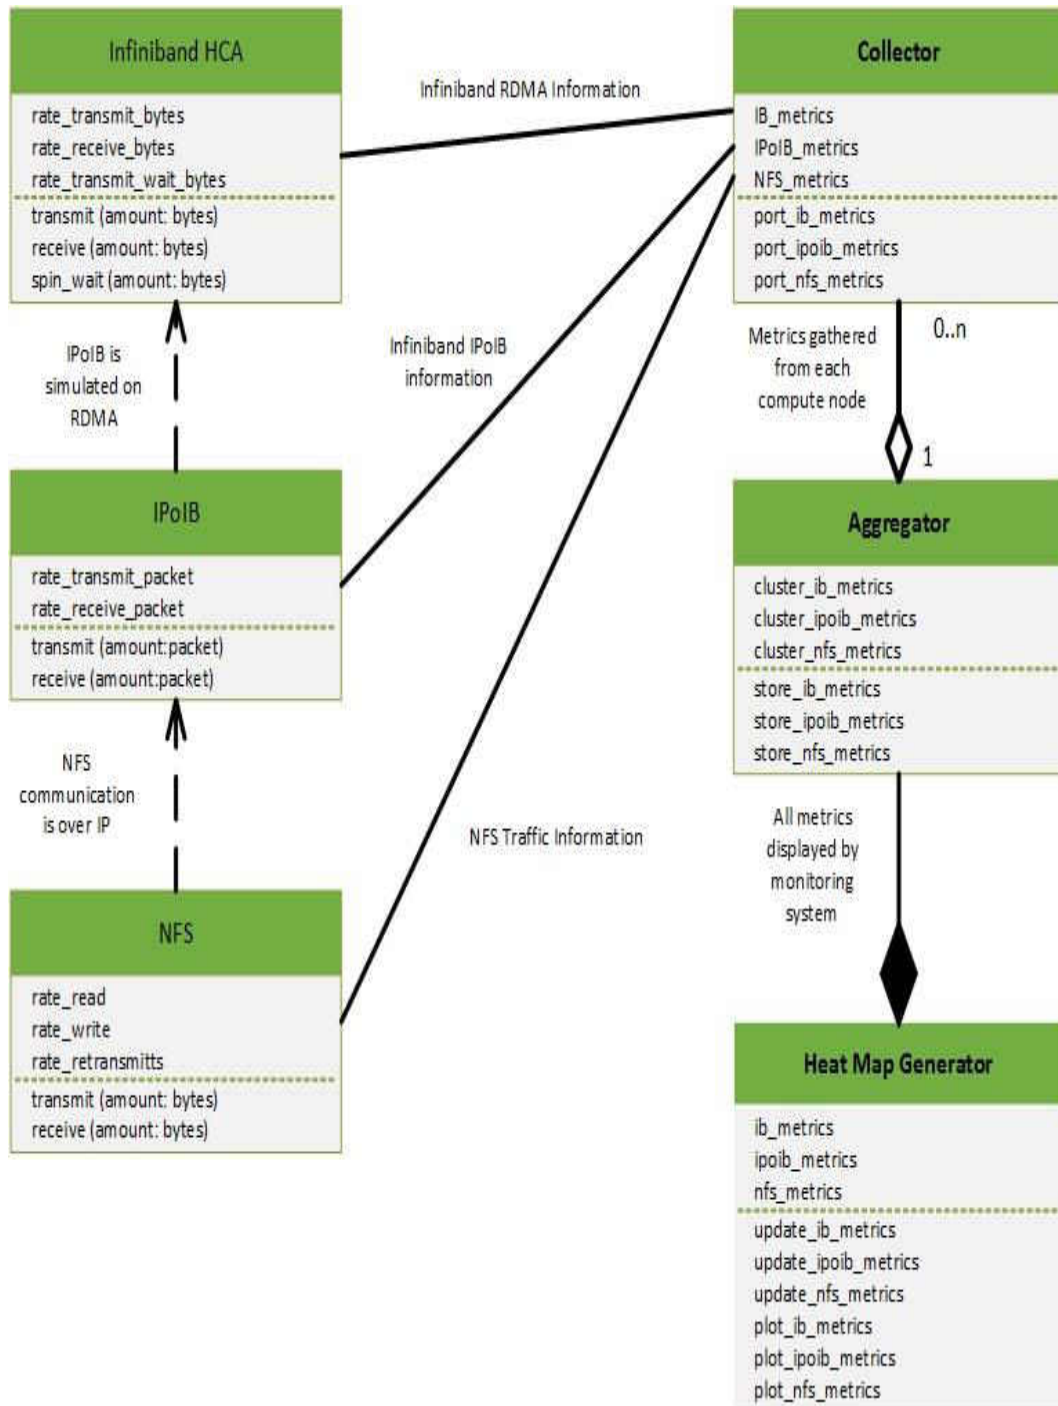 Infiniband HCA
rate_transmit_bytes
rate_receive_bytes
rate_transmit_wait_bytes
transmit (amount: bytes)
receive (amount: bytes)
spin_wait (amount: bytes)
Infiniband RDMA Information
Collector
IB_metrics
IPoIB_metrics
NFS_metrics
port_ib_metrics
port_ipoib_metrics
port_nfs_metrics
IPoIB is
simulated on
RDMA
Infiniband IPoIB
information
Metrics gathered
from each
compute node
0..n
1
IPoIB
rate_transmit_packet
rate_receive_packet
transmit (amount:packet)
receive (amount:packet)
Aggregator
cluster_ib_metrics
cluster_ipoib_metrics
cluster_nfs_metrics
store_ib_metrics
store_ipoib_metrics
store_nfs_metrics
NFS
communication
is over IP
NFS Traffic Information
All metrics
displayed by
monitoring
system
NFS
rate_read
rate_write
rate_retransmitts
transmit (amount: bytes)
receive (amount: bytes)
Heat Map Generator
ib_metrics
ipoib_metrics
nfs_metrics
update_ib_metrics
update_ipoib_metrics
update_nfs_metrics
plot_ib_metrics
plot_ipoib_metrics
plot_nfs_metrics